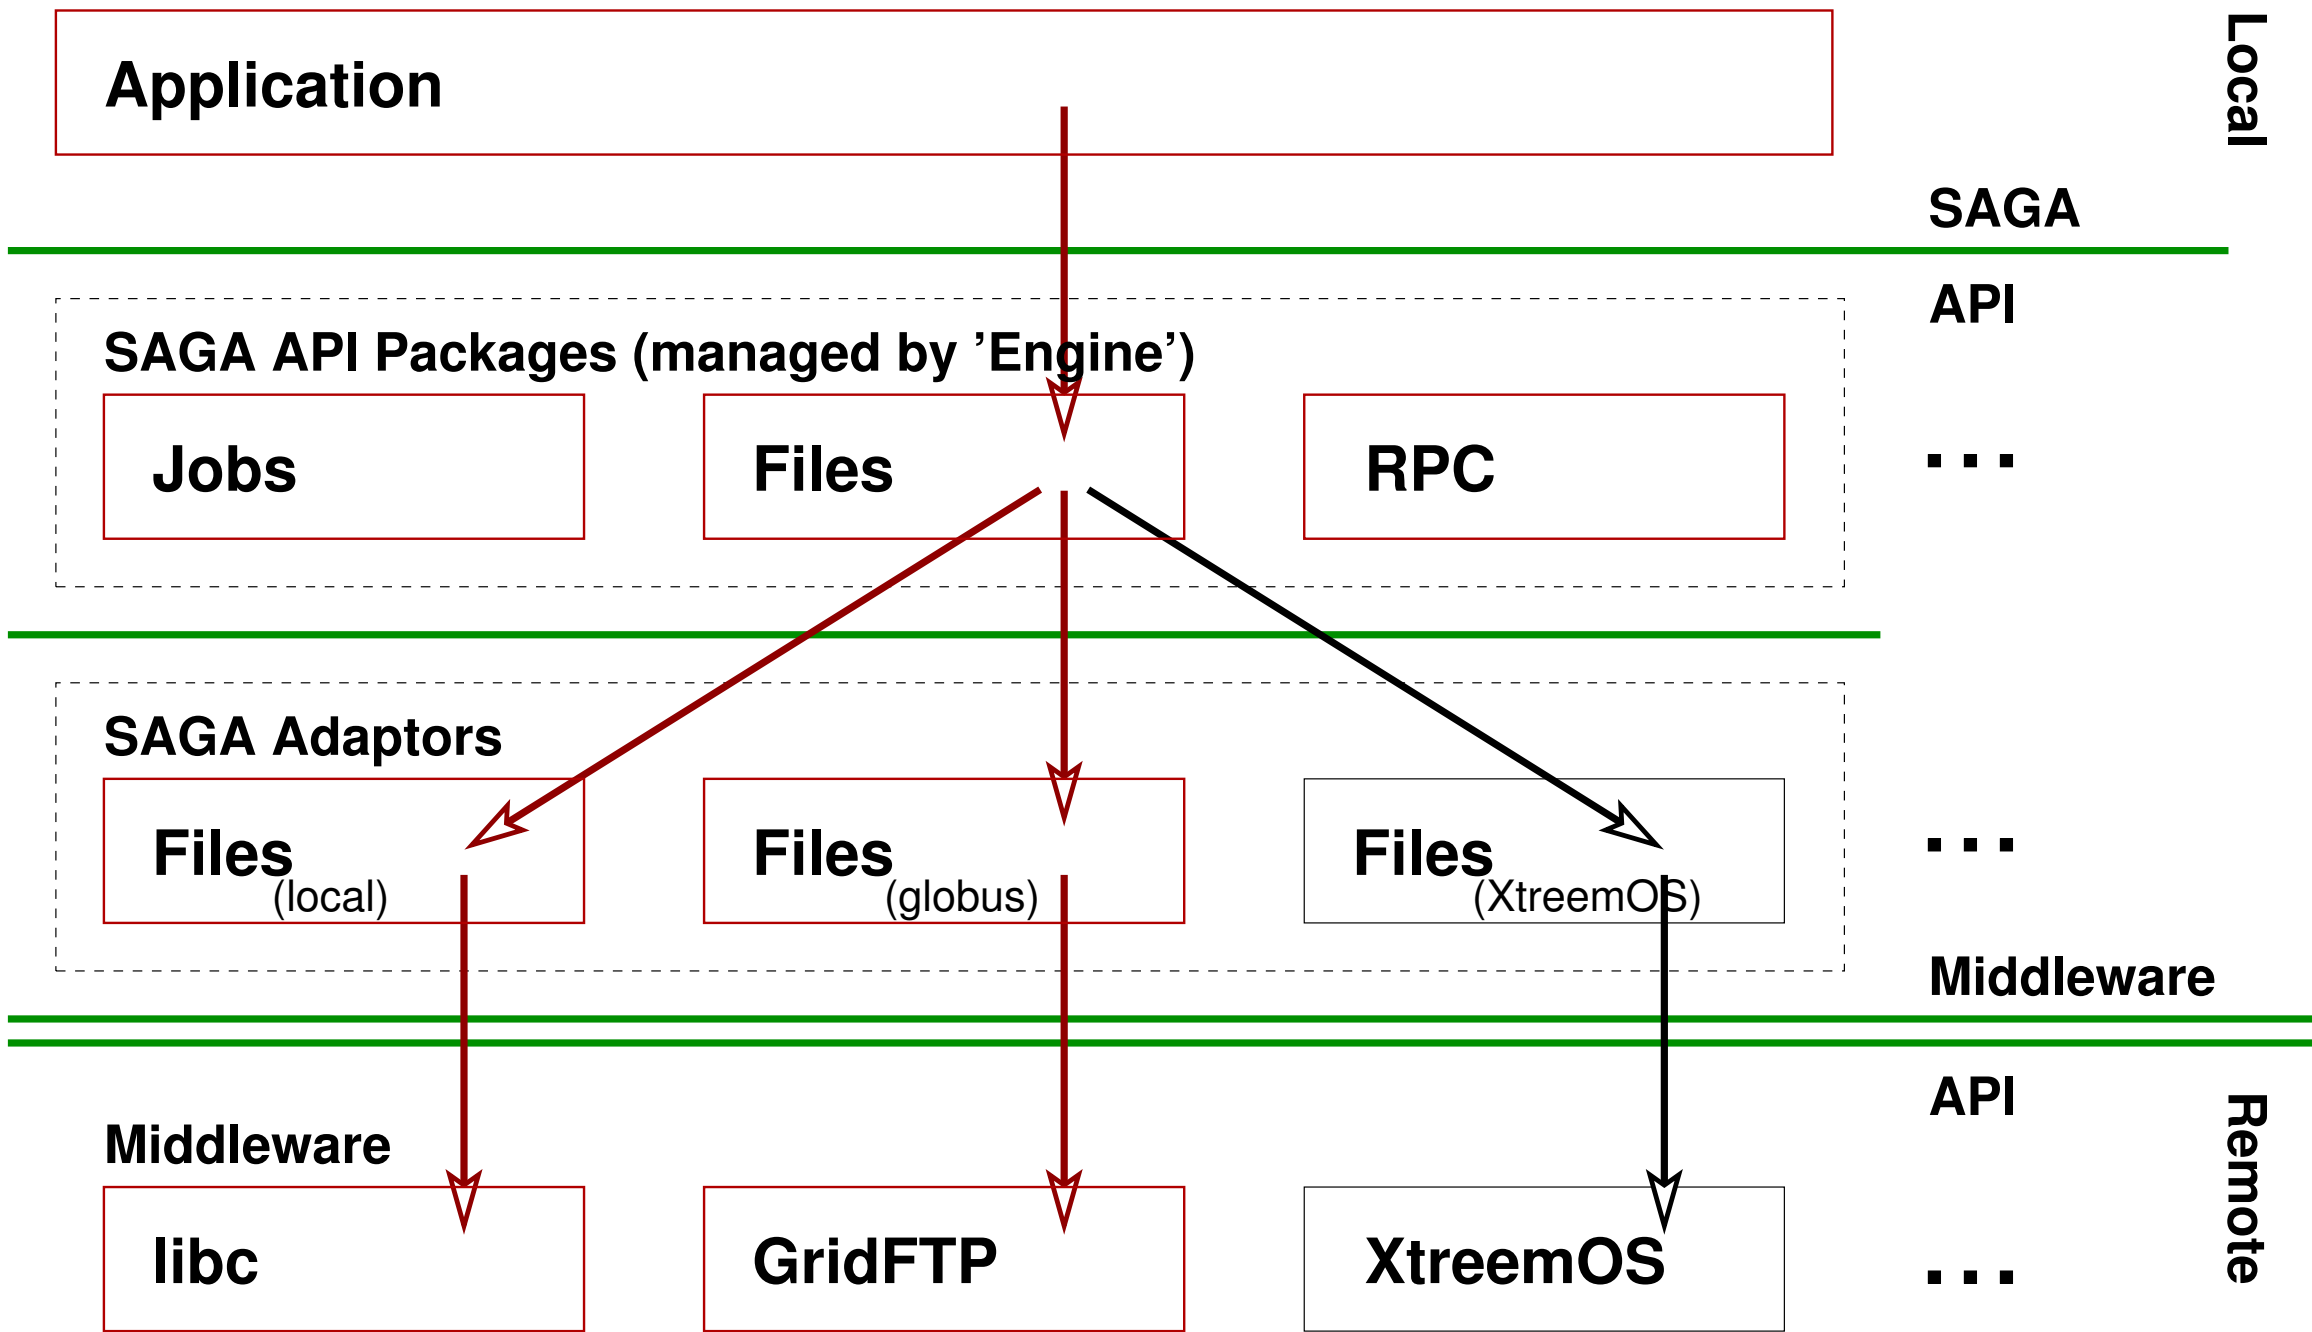 Application
Local
SAGA
API
SAGA API Packages (managed by ’Engine’)
Jobs
Files
RPC
...
SAGA Adaptors
Files
(local)
Files
(globus)
Files
(XtreemOS)
...
Middleware
API
Remote
Middleware
libc
GridFTP
XtreemOS
...